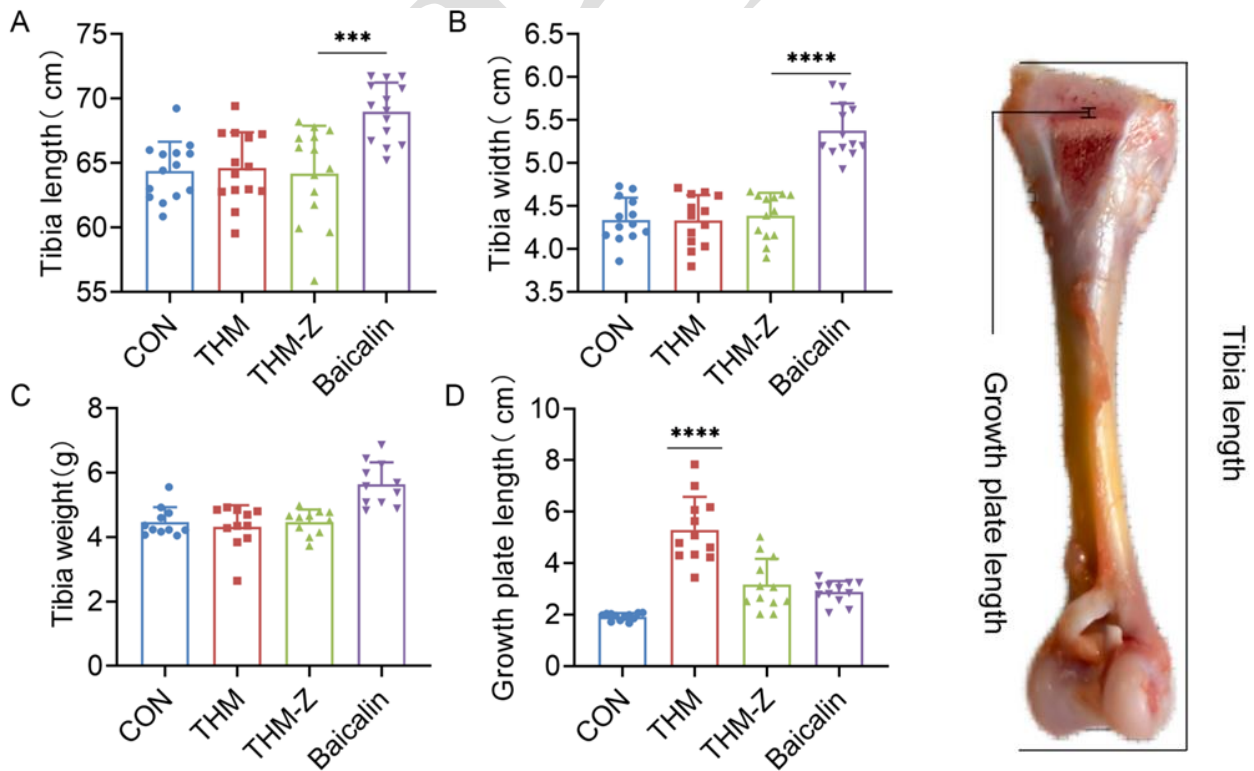 A
Tibia length( cm)
75
70
65
60
55
***
CON
THM
THM-Z
Baicalin
B
Tibia width( cm)
6.5
6.0
5.5
5.0
4.5
4.0
3.5
****
CON
THM
THM-Z
Baicalin
C
Tibia weight(g)
8
6
4
2
0
CON
THM
THM-Z
Baicalin
D
Growth plate length( cm)
10
8
6
4
2
0
****
CON
THM
THM-Z
Baicalin
Growth plate length
Tibia length